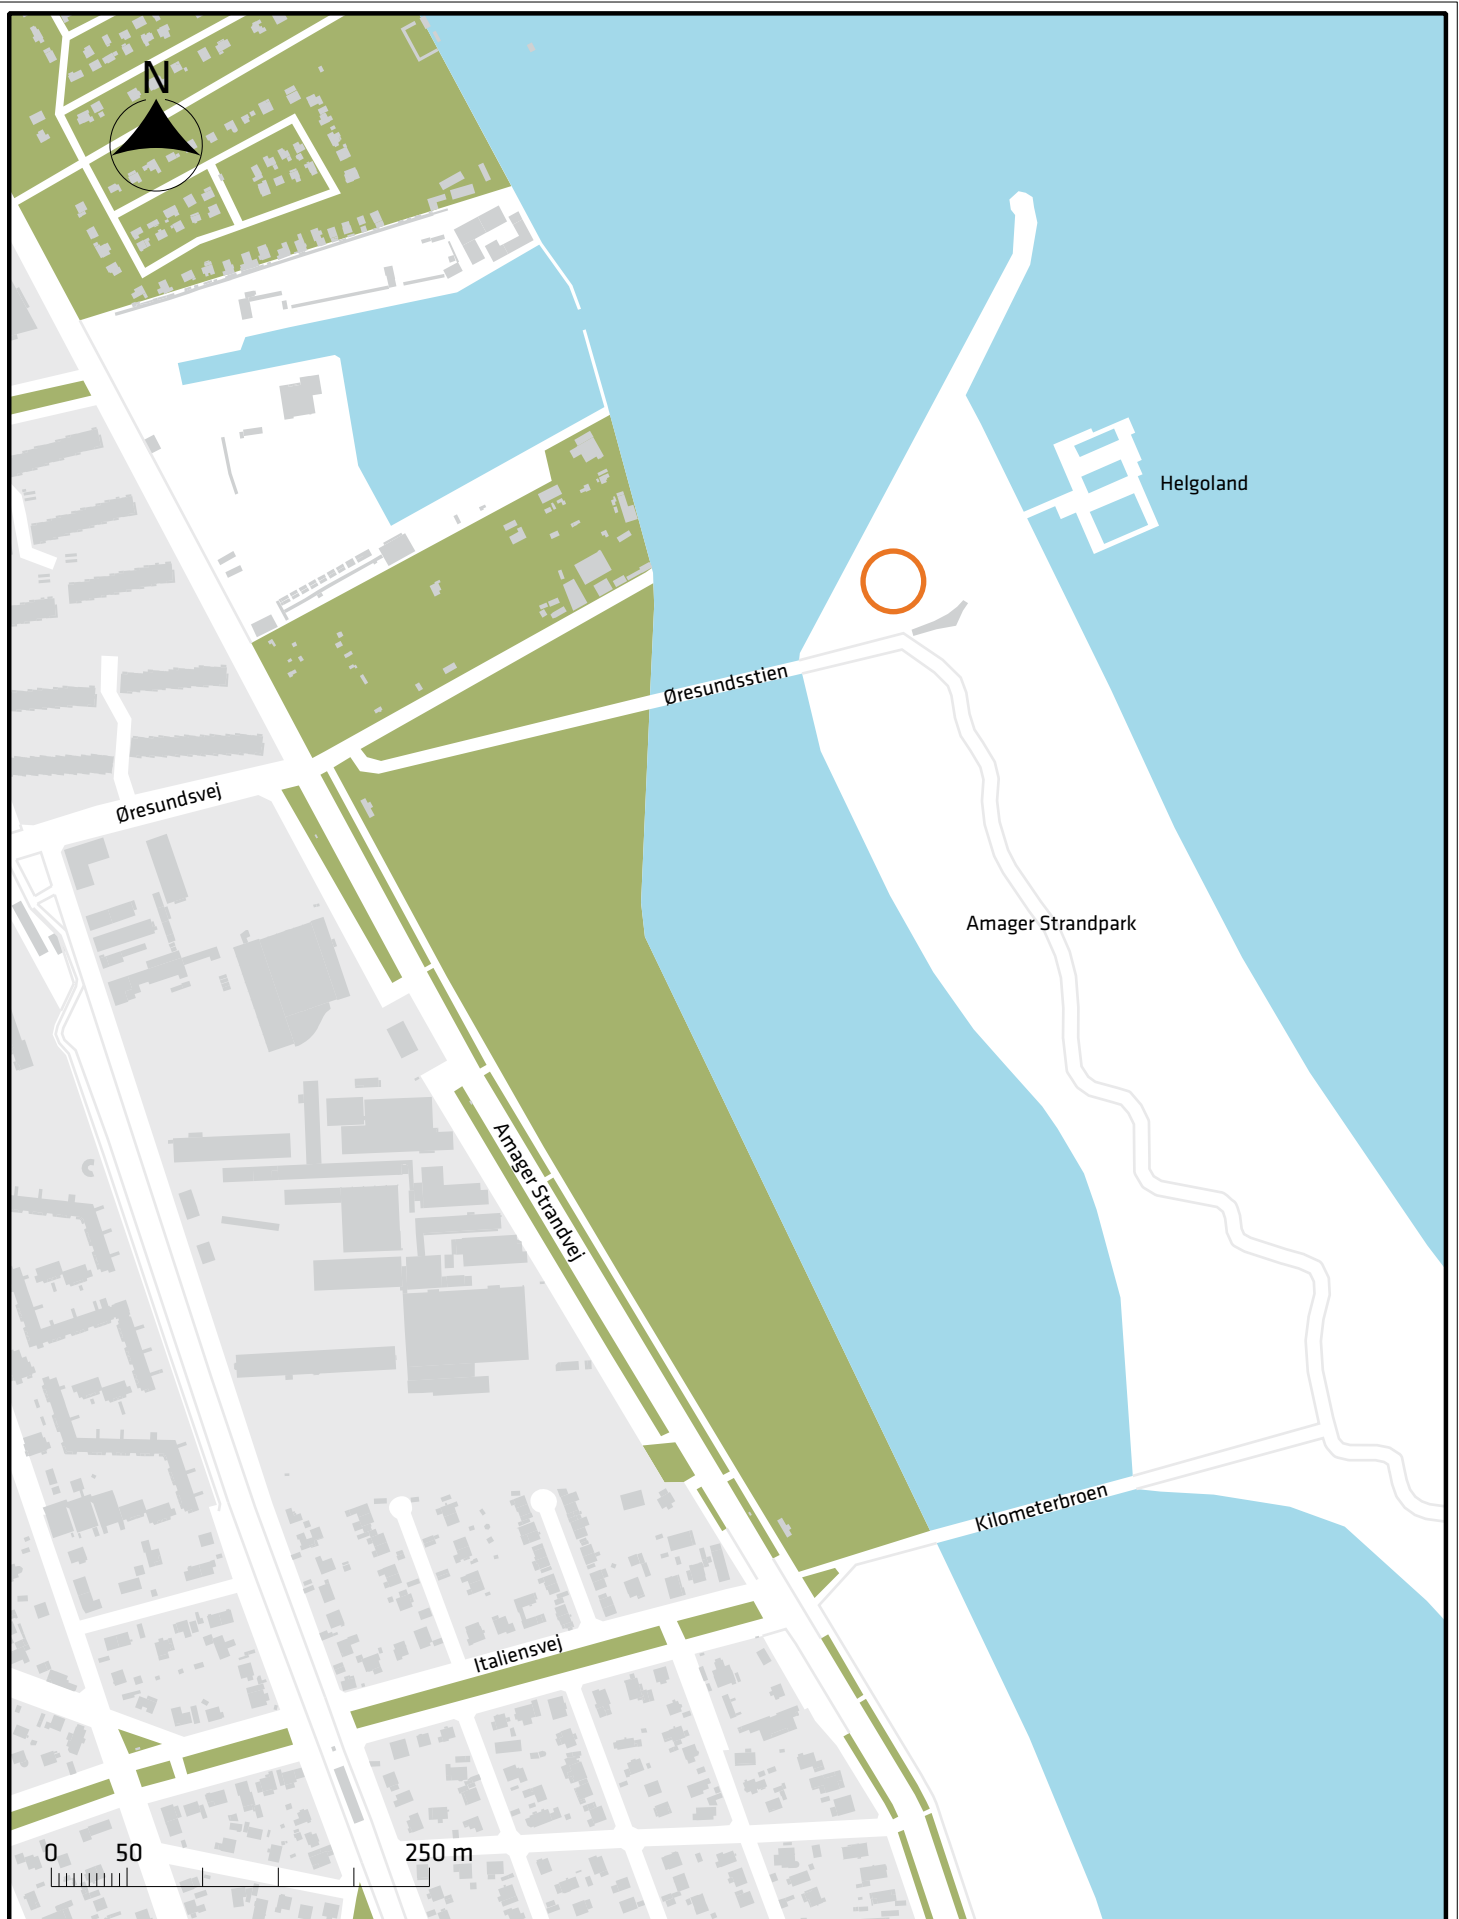 N
Helgoland
Øresundsstien
Øresundsvej
Amager Strandpark
Amager Strandvej
Kilometerbroen
Italiensvej
0 50 250 m